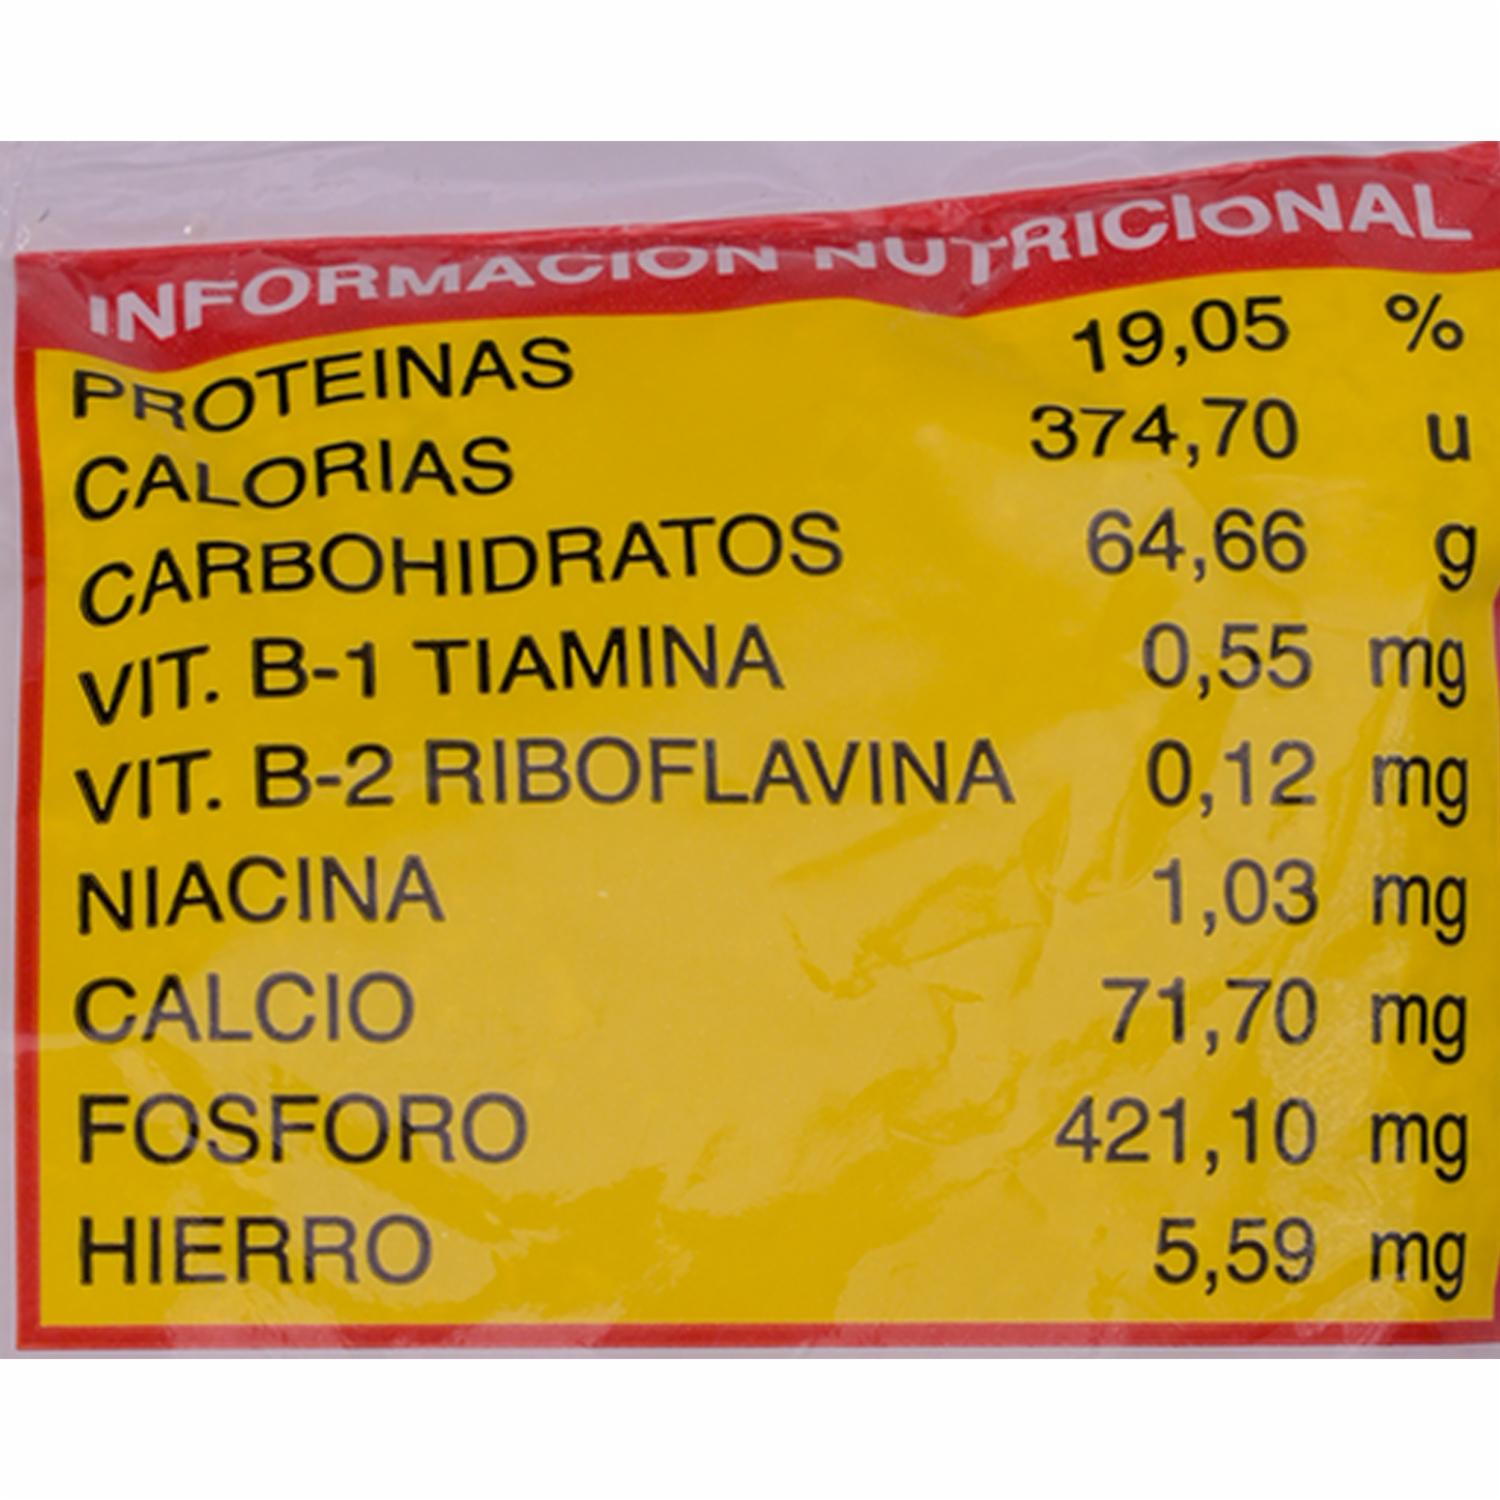 INFORMACION NUTRICIONAL
PROTEINAS 19,05 %
CALORIAS 374,70 u
CARBOHIDRATOS 64,66 g
VIT. B-1 TIAMINA 0,55 mg
VIT. B-2 RIBOFLAVINA 0,12 mg
NIACINA 1,03 mg
CALCIO 71,70 mg
FOSFORO 421,10 mg
HIERRO 5,59 mg